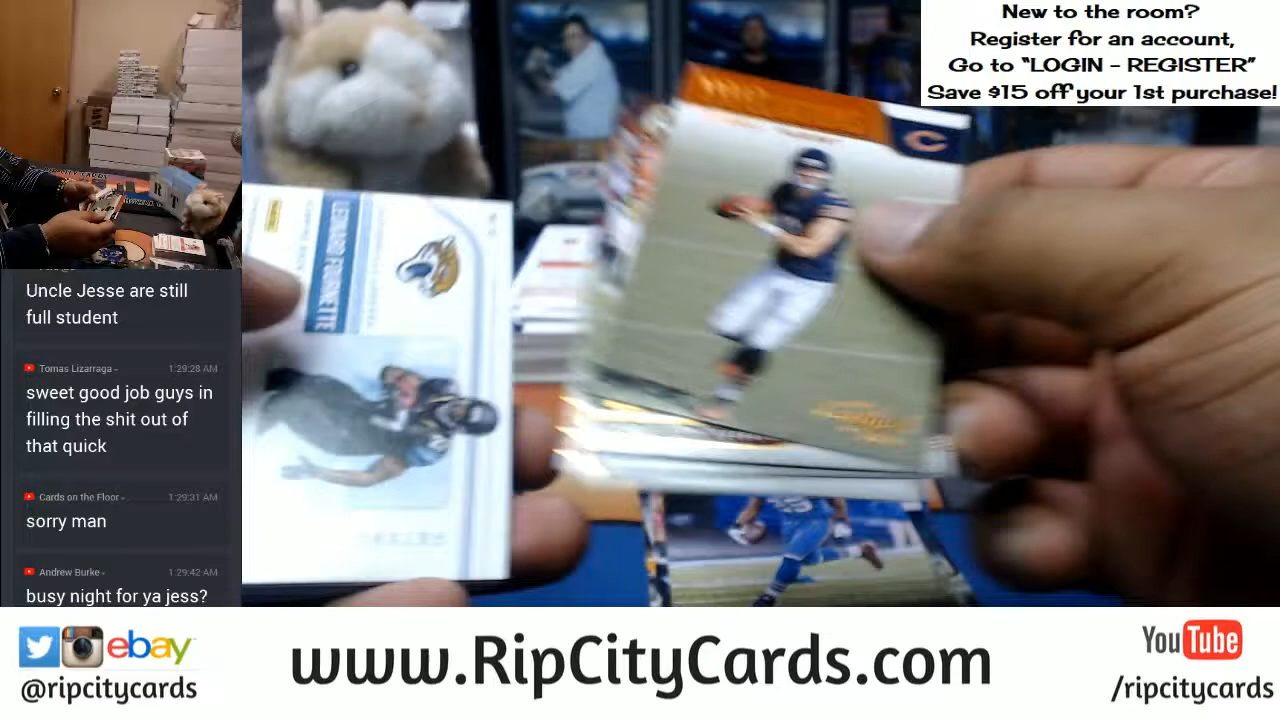 New to the room?
Register for an account,
Go to "LOGIN - REGISTER"
Save $15 off your 1st purchase!
Uncle Jesse are still
full student
Tomas Lizarraga
1:29:28 AM
sweet good job guys in
filling the shit out of
that quick
Cards on the Floor
1:29:31 AM
sorry man
Andrew Burke
1:29:42 AM
busy night for ya jess?
LEONARD FOURNETTE
ebay
@ripcitycards
www.RipCityCards.com
YouTube
/ripcitycards